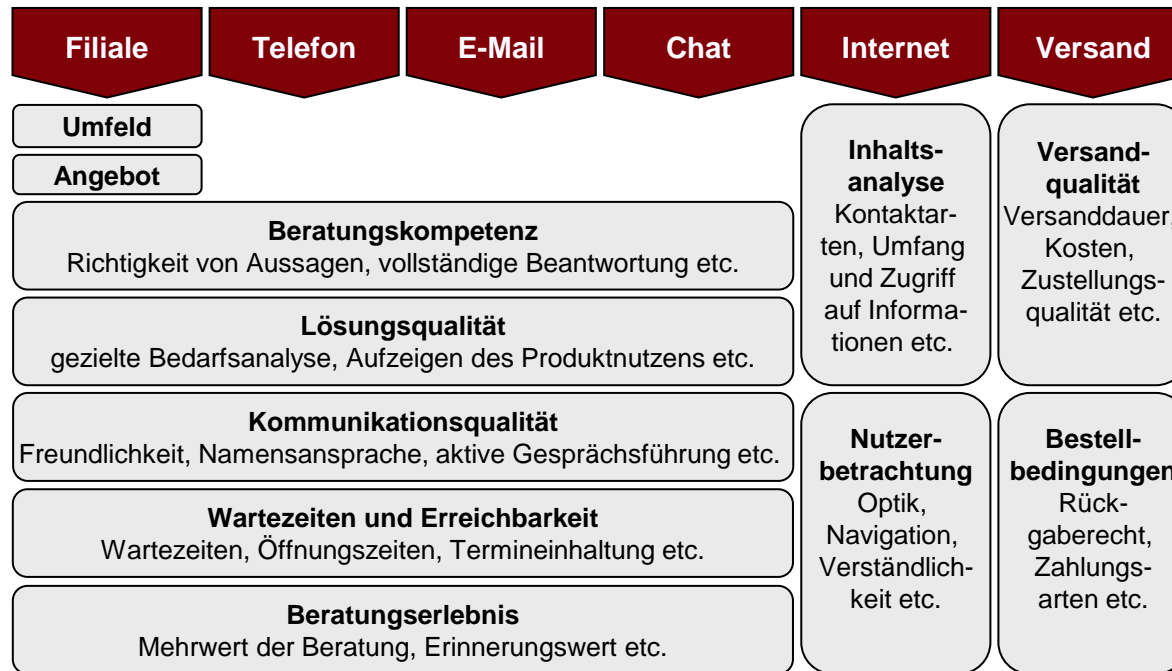 Filiale
Telefon
E-Mail
Chat
Internet
Versand
Umfeld
Angebot
Beratungskompetenz
Richtigkeit von Aussagen, vollständige Beantwortung etc.
Lösungsqualität
gezielte Bedarfsanalyse, Aufzeigen des Produktnutzens etc.
Kommunikationsqualität
Freundlichkeit, Namensansprache, aktive Gesprächsführung etc.
Wartezeiten und Erreichbarkeit
Wartezeiten, Öffnungszeiten, Termineinhaltung etc.
Beratungserlebnis
Mehrwert der Beratung, Erinnerungswert etc.
Inhalts-
analyse
Kontaktar-
ten, Umfang
und Zugriff
auf Informa-
tionen etc.
Nutzer-
betrachtung
Optik,
Navigation,
Verständlich-
keit etc.
Versand-
qualität
Versanddauer,
Kosten,
Zustellungs-
qualität etc.
Bestell-
bedingungen
Rück-
gaberecht,
Zahlungs-
arten etc.